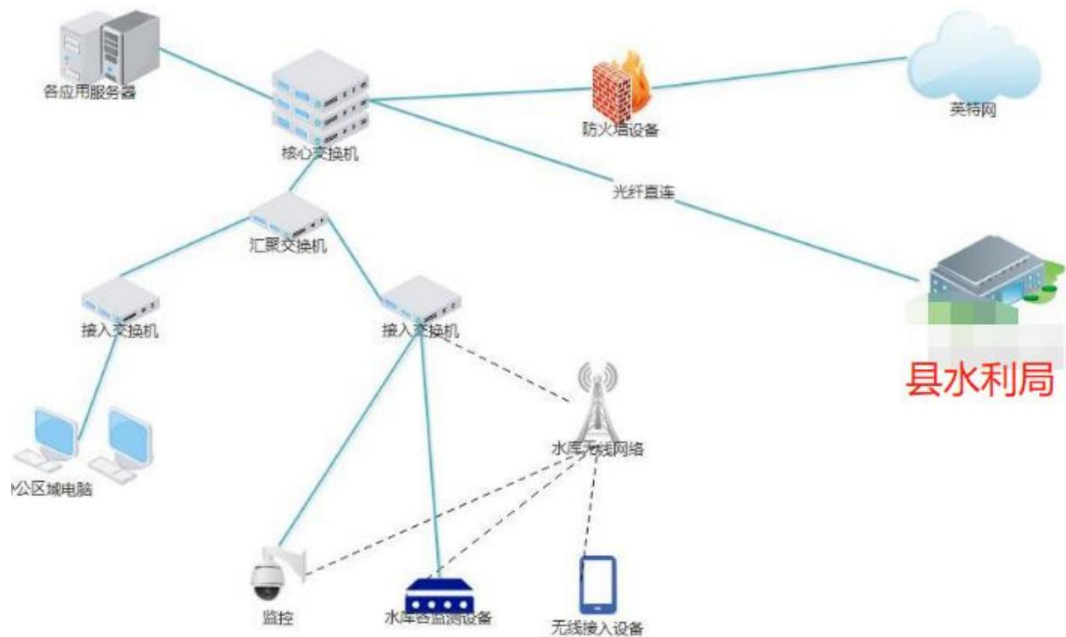 各应用服务器
核心交换机
防火墙设备
英特网
光纤直连
汇聚交换机
接入交换机
接入交换机
县水利局
水库无线网络
办公区域电脑
监控
水库各监测设备
无线接入设备